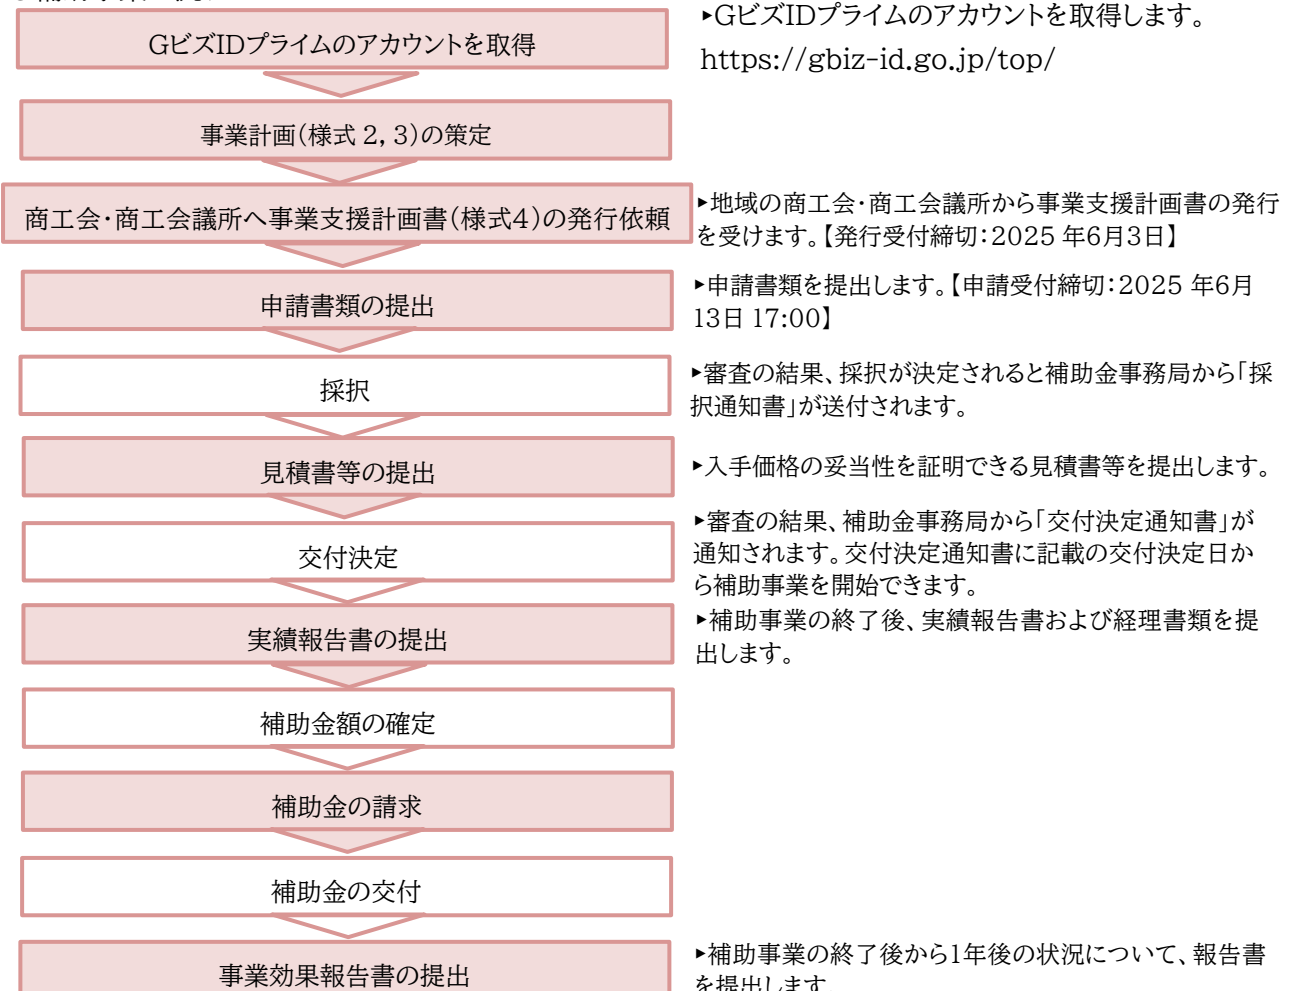 GビズIDプライムのアカウントを取得
▸GビズIDプライムのアカウントを取得します。
https://gbiz-id.go.jp/top/
事業計画(様式 2, 3)の策定
商工会・商工会議所へ事業支援計画書(様式4)の発行依頼
▸地域の商工会・商工会議所から事業支援計画書の発行
を受けます。【発行受付締切:2025 年6月3日】
申請書類の提出
▸申請書類を提出します。【申請受付締切:2025 年6月
13日 17:00】
採択
▸審査の結果、採択が決定されると補助金事務局から「採
択通知書」が送付されます。
見積書等の提出
▸入手価格の妥当性を証明できる見積書等を提出します。
交付決定
▸審査の結果、補助金事務局から「交付決定通知書」が
通知されます。交付決定通知書に記載の交付決定日か
ら補助事業を開始できます。
実績報告書の提出
▸補助事業の終了後、実績報告書および経理書類を提
出します。
補助金額の確定
補助金の請求
補助金の交付
事業効果報告書の提出
▸補助事業の終了後から1年後の状況について、報告書
を提出します